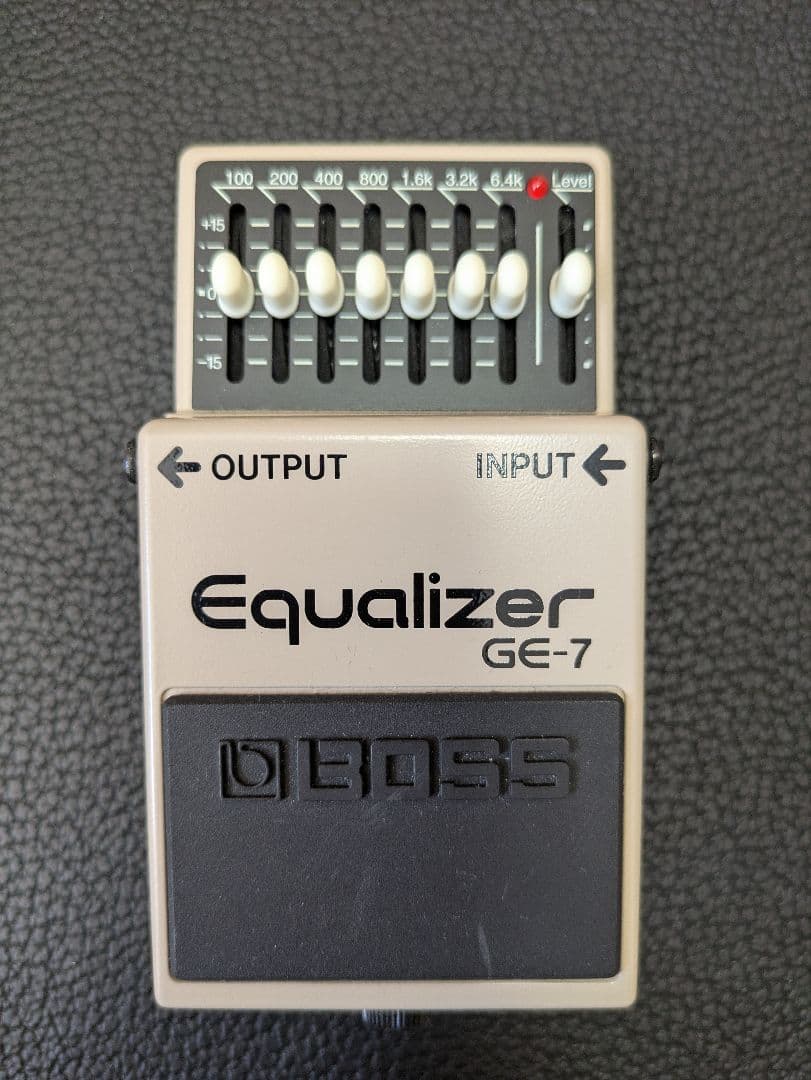 100 200 400 800 1.6k 3.2k 6.4k Level
+15
0
-15
← OUTPUT INPUT ←
Equalizer
GE-7
BOSS